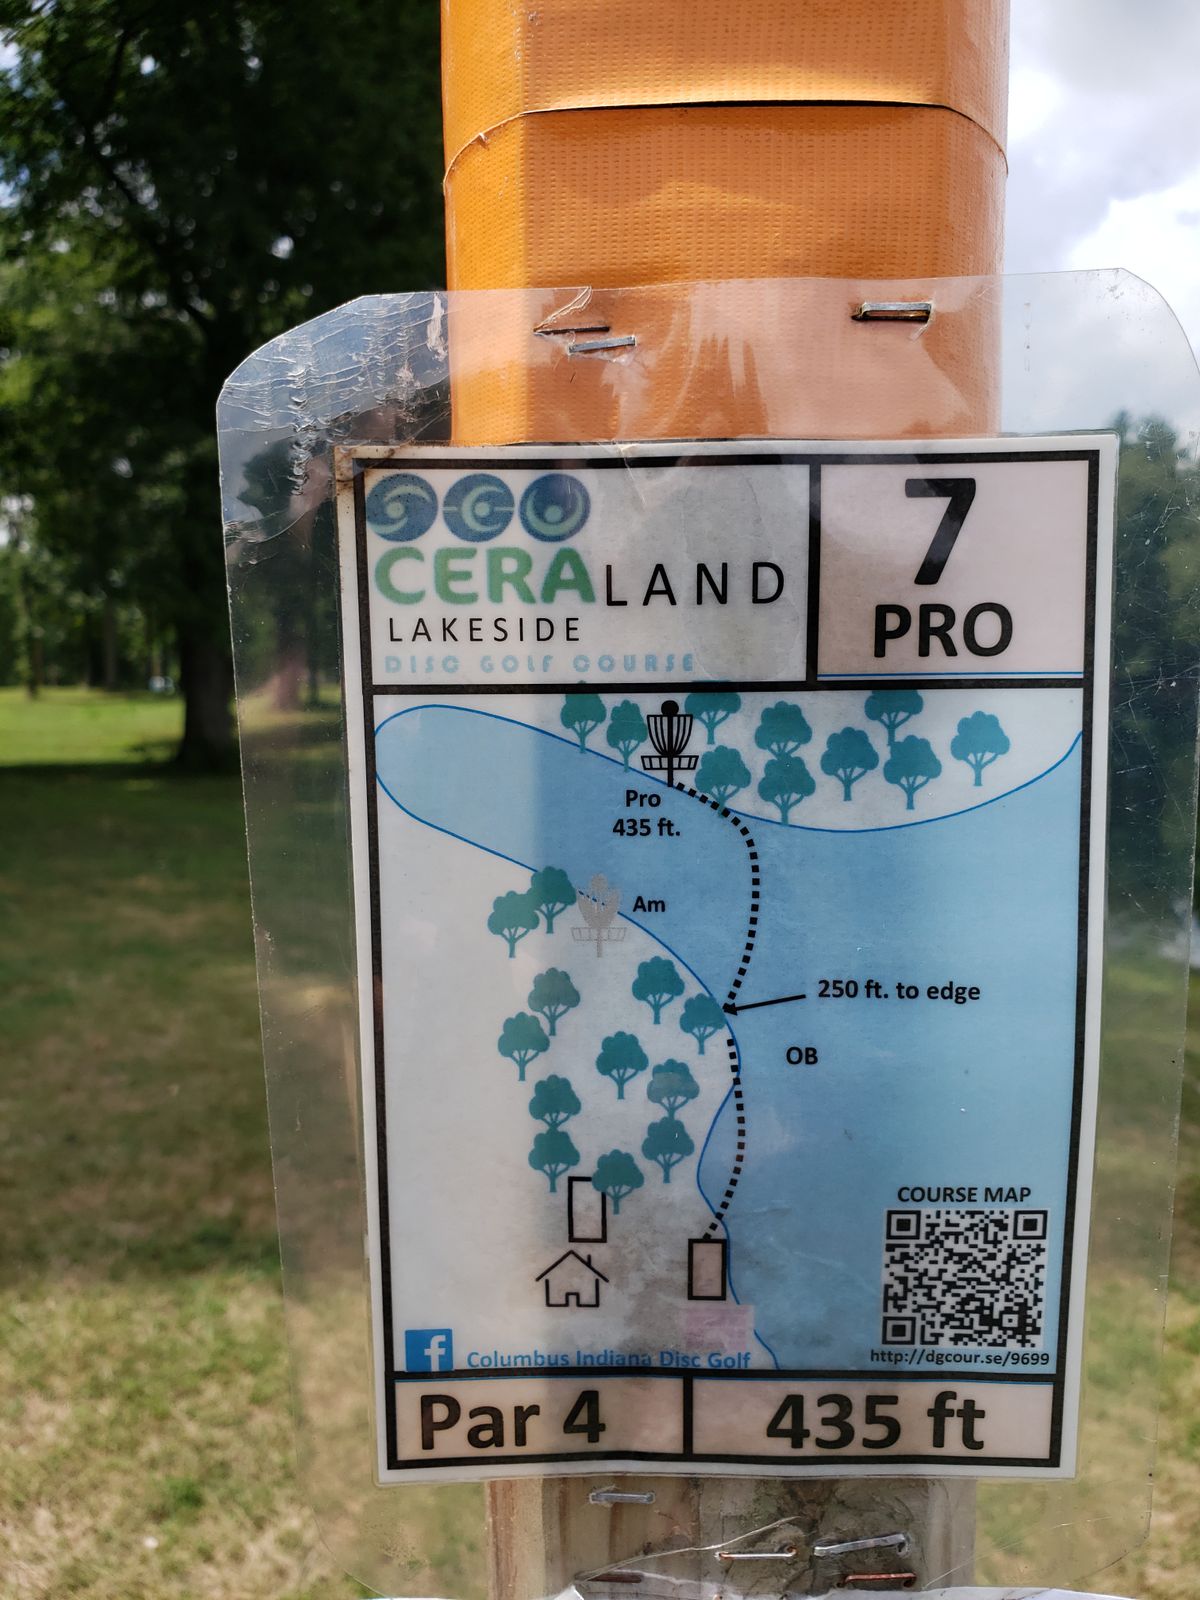 CERALAND
LAKESIDE
DISC GOLF COURSE
7
PRO
Pro
435 ft.
Am
250 ft. to edge
OB
COURSE MAP
http://dgcour.se/9699
f Columbus Indiana Disc Golf
Par 4
435 ft